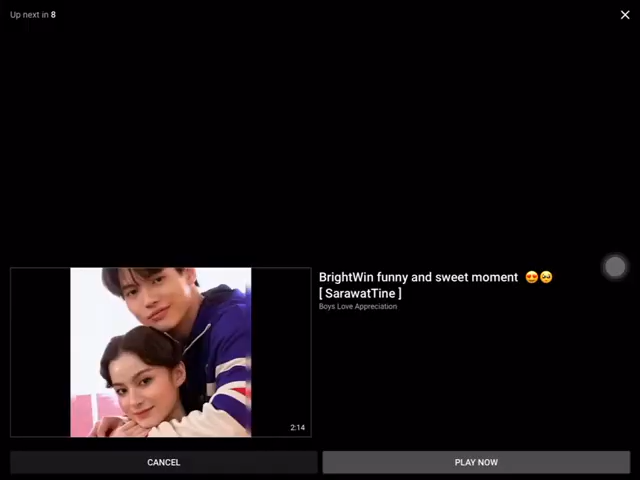 Up next in 8
BrightWin funny and sweet moment 😍🥺
[ SarawatTine ]
Boys Love Appreciation
2:14
CANCEL
PLAY NOW